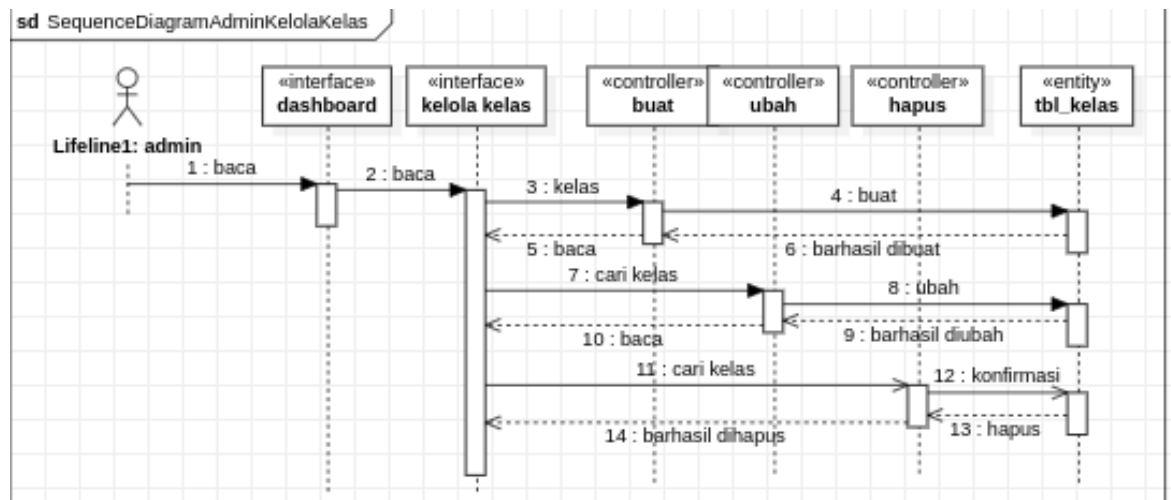 sd SequenceDiagramAdminKelolaKelas
«interface»
dashboard
«interface»
kelola kelas
«controller»
buat
«controller»
ubah
«controller»
hapus
«entity»
tbl_kelas
Lifeline1: admin
1 : baca
2 : baca
3 : kelas
4 : buat
5 : baca
6 : barhasil dibuat
7 : cari kelas
8 : ubah
9 : barhasil diubah
10 : baca
11 : cari kelas
12 : konfirmasi
13 : hapus
14 : barhasil dihapus